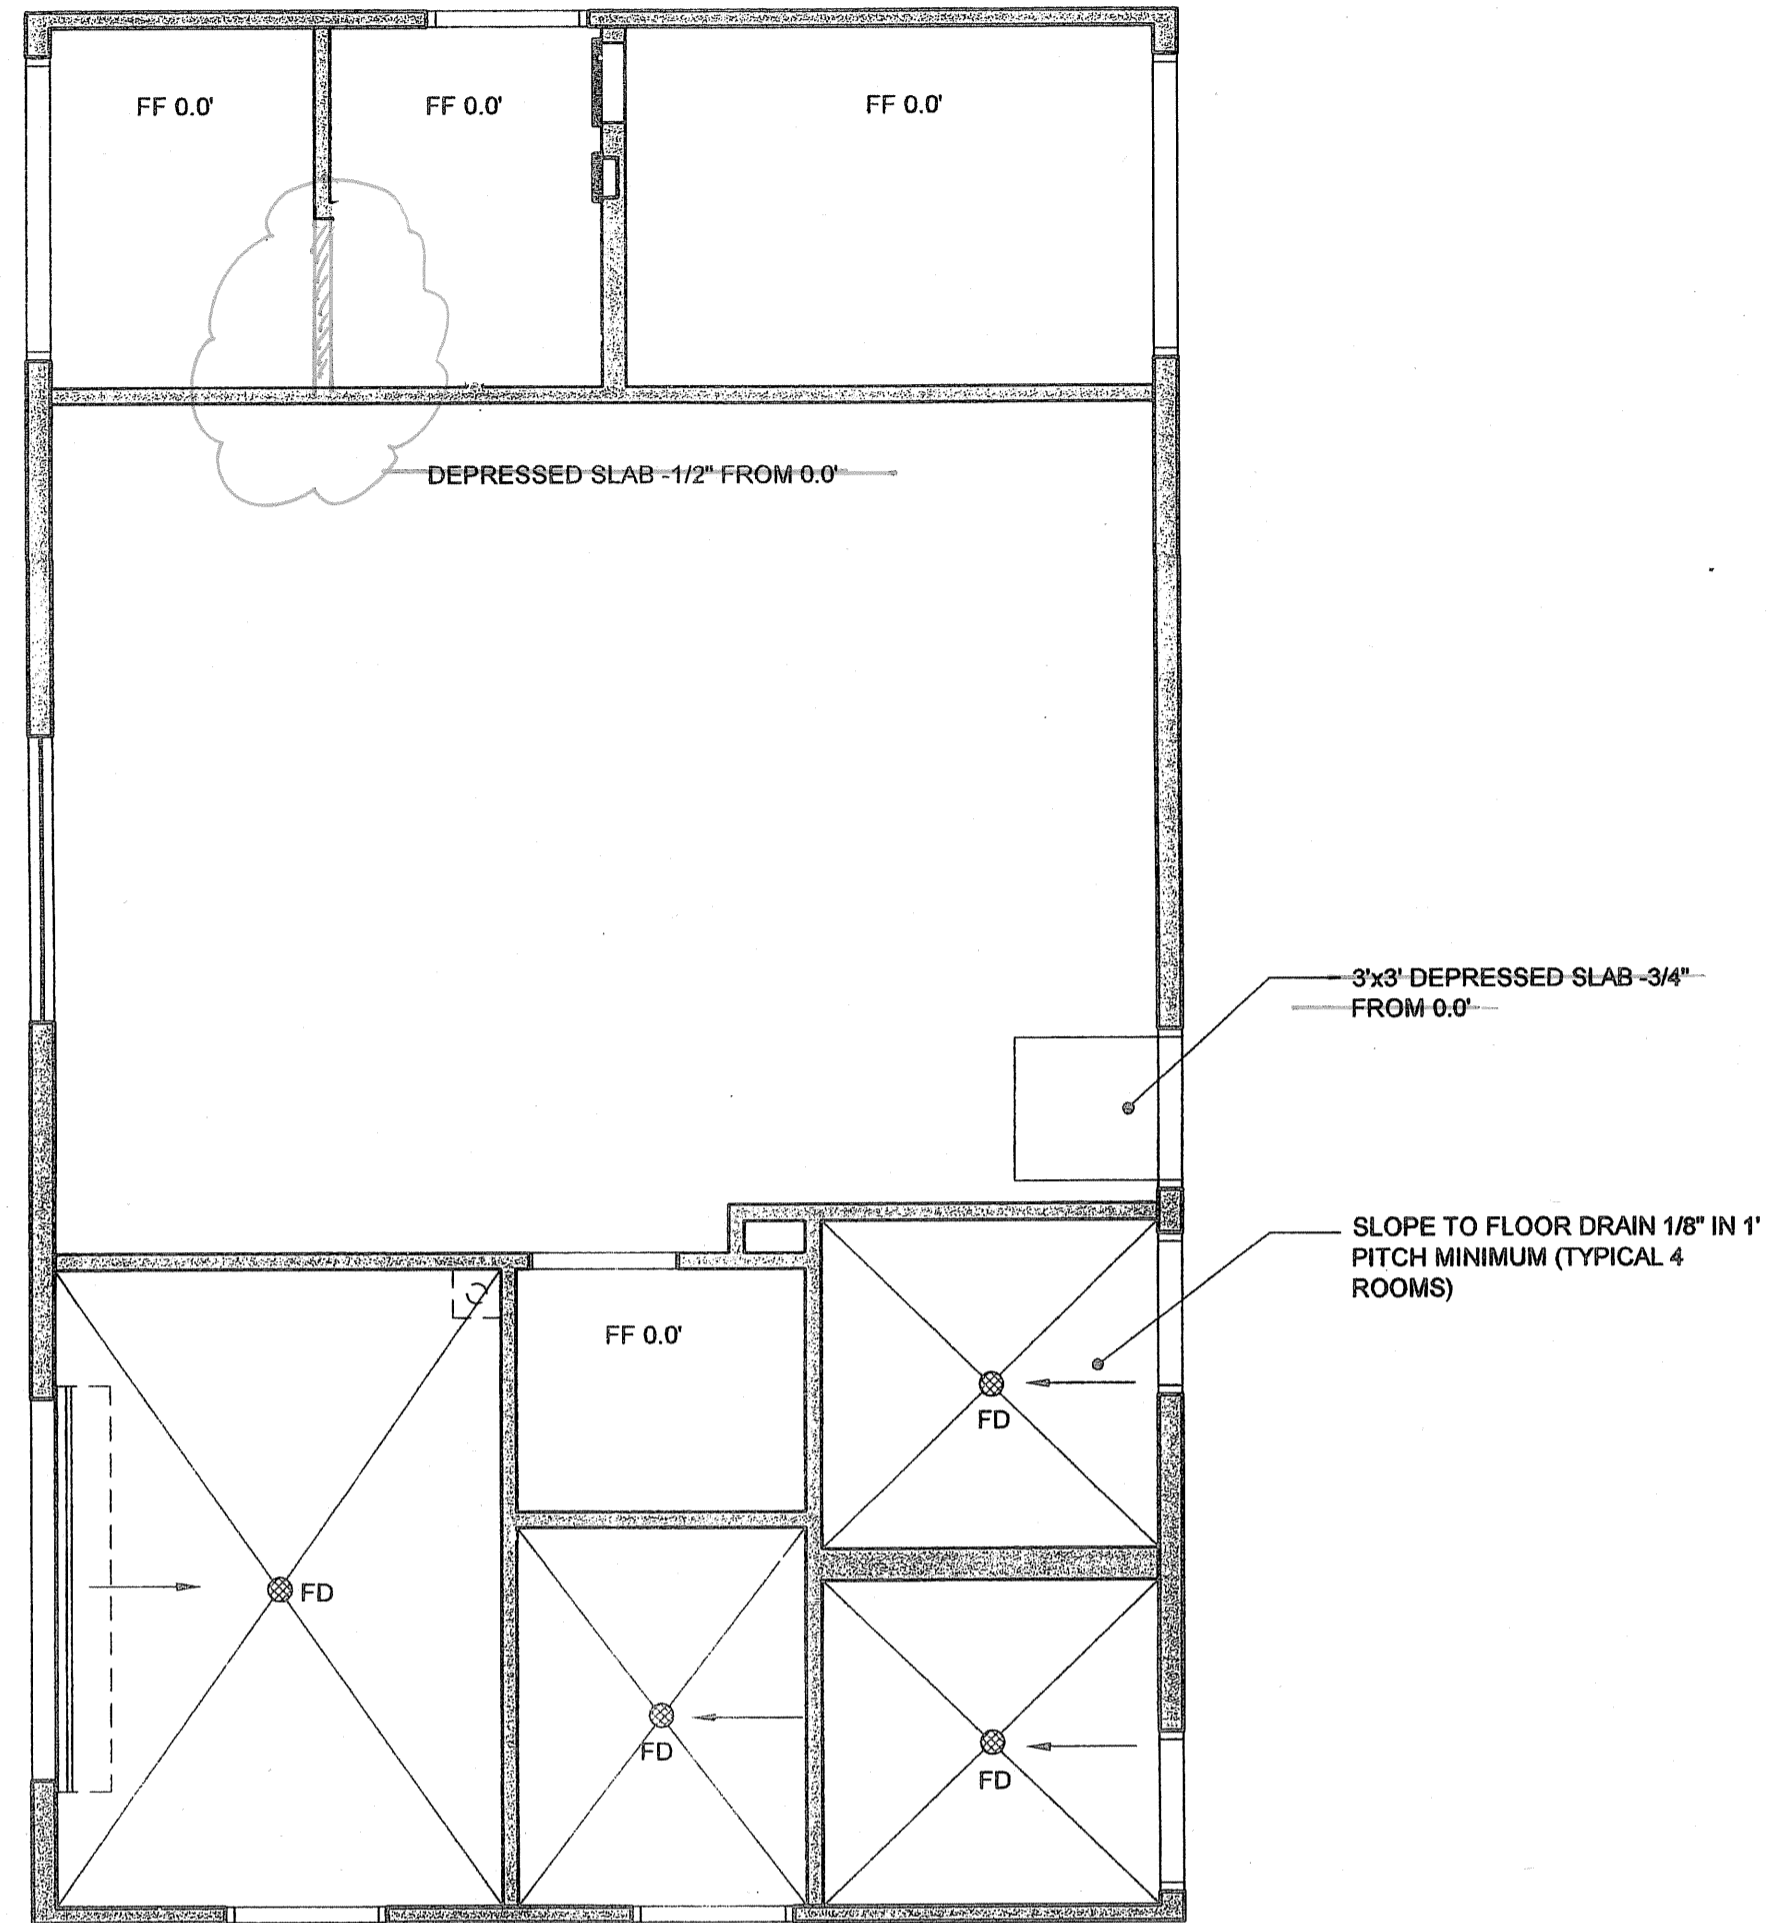 FF 0.0'
FF 0.0'
FF 0.0'
DEPRESSED SLAB -1/2" FROM 0.0'
3'x3' DEPRESSED SLAB -3/4"
FROM 0.0'
SLOPE TO FLOOR DRAIN 1/8" IN 1'
PITCH MINIMUM (TYPICAL 4
ROOMS)
FF 0.0'
FD
FD
FD
FD